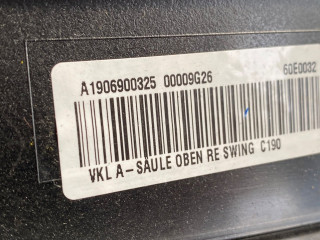 A1906900325 00009G26 60E0032
VKL A-SÄULE OBEN RE SWING C190